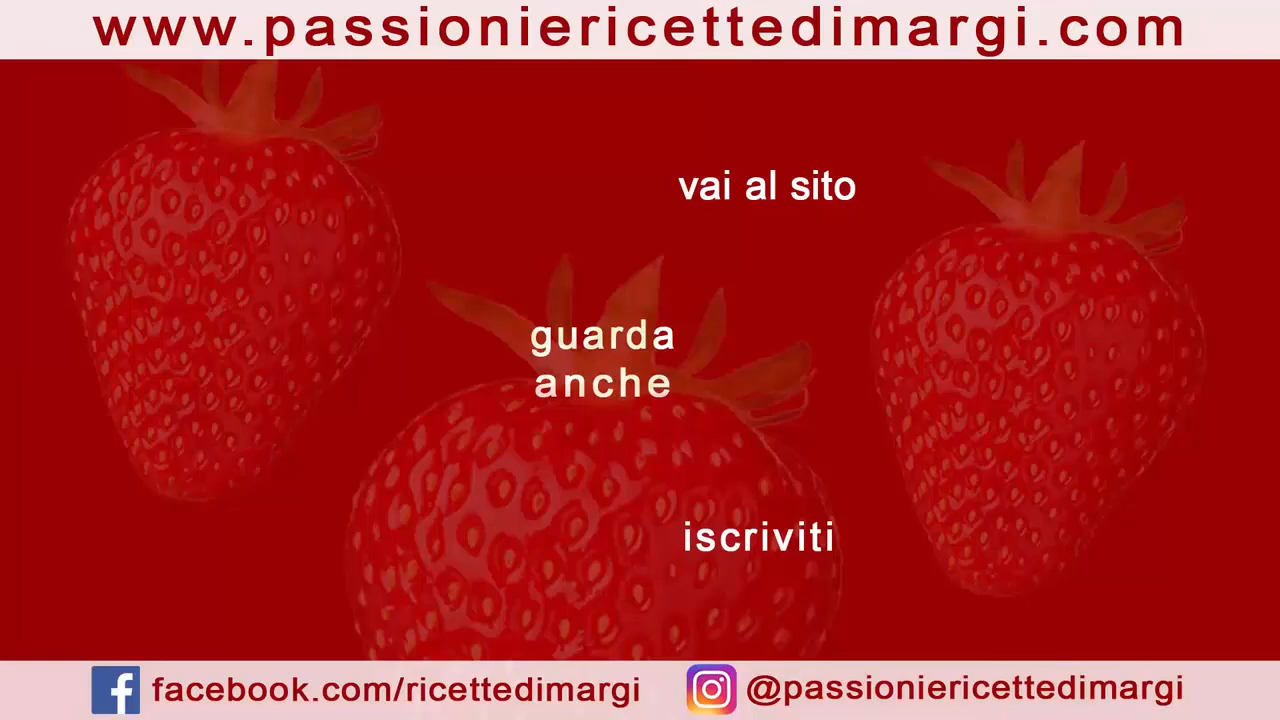 www.passioniericettedimargi.com
vai al sito
guarda
anche
iscriviti
facebook.com/ricettedimargi
@passioniericettedimargi